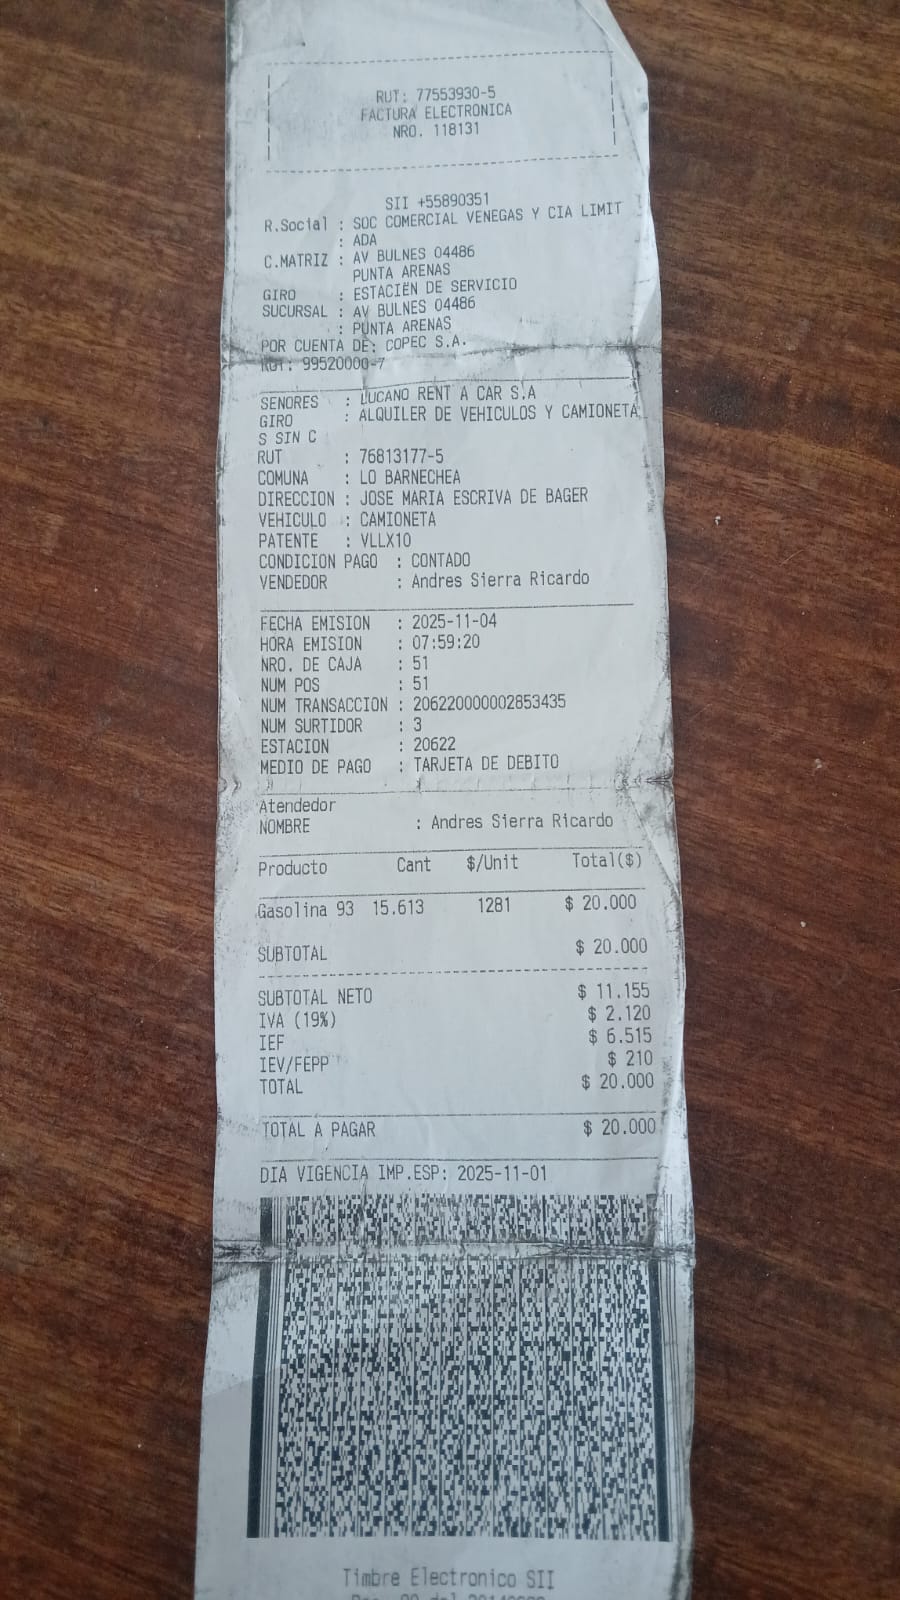 RUT: 77553930-5
FACTURA ELECTRONICA
NRO. 118131
SII +55890351
R.Social : SOC COMERCIAL VENEGAS Y CIA LIMIT
: ADA
C.MATRIZ : AV BULNES 04486
PUNTA ARENAS
GIRO : ESTACIËN DE SERVICIO
SUCURSAL : AV BULNES 04486
: PUNTA ARENAS
POR CUENTA DE: COPEC S.A.
RUT: 99520000-7
SENORES : LUCANO RENT A CAR S.A
GIRO : ALQUILER DE VEHICULOS Y CAMIONETA
S SIN C
RUT : 76813177-5
COMUNA : LO BARNECHEA
DIRECCION : JOSE MARIA ESCRIVA DE BAGER
VEHICULO : CAMIONETA
PATENTE : VLLX10
CONDICION PAGO : CONTADO
VENDEDOR : Andres Sierra Ricardo
FECHA EMISION : 2025-11-04
HORA EMISION : 07:59:20
NRO. DE CAJA : 51
NUM POS : 51
NUM TRANSACCION : 206220000002853435
NUM SURTIDOR : 3
ESTACION : 20622
MEDIO DE PAGO : TARJETA DE DEBITO
Atendedor
NOMBRE : Andres Sierra Ricardo
Producto Cant $/Unit Total($)
Gasolina 93 15.613 1281 $ 20.000
SUBTOTAL $ 20.000
SUBTOTAL NETO $ 11.155
IVA (19%) $ 2.120
IEF $ 6.515
IEV/FEPP $ 210
TOTAL $ 20.000
TOTAL A PAGAR $ 20.000
DIA VIGENCIA IMP.ESP: 2025-11-01
Timbre Electronico SII